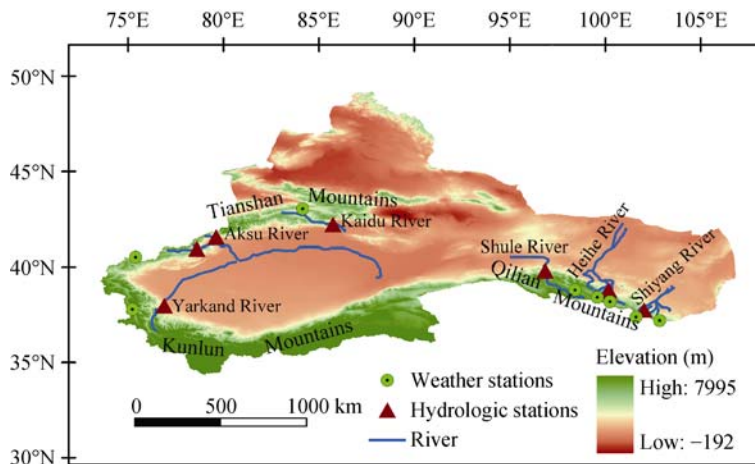 75°E 80°E 85°E 90°E 95°E 100°E 105°E
50°N
45°N
40°N
35°N
30°N
Tianshan Mountains
Kaidu River
Aksu River
Yarkand River
Kunlun Mountains
Shule River
Heihe River
Shiyang River
Qilian Mountains
Elevation (m)
High: 7995
Low: −192
Weather stations
Hydrologic stations
River
0 500 1000 km